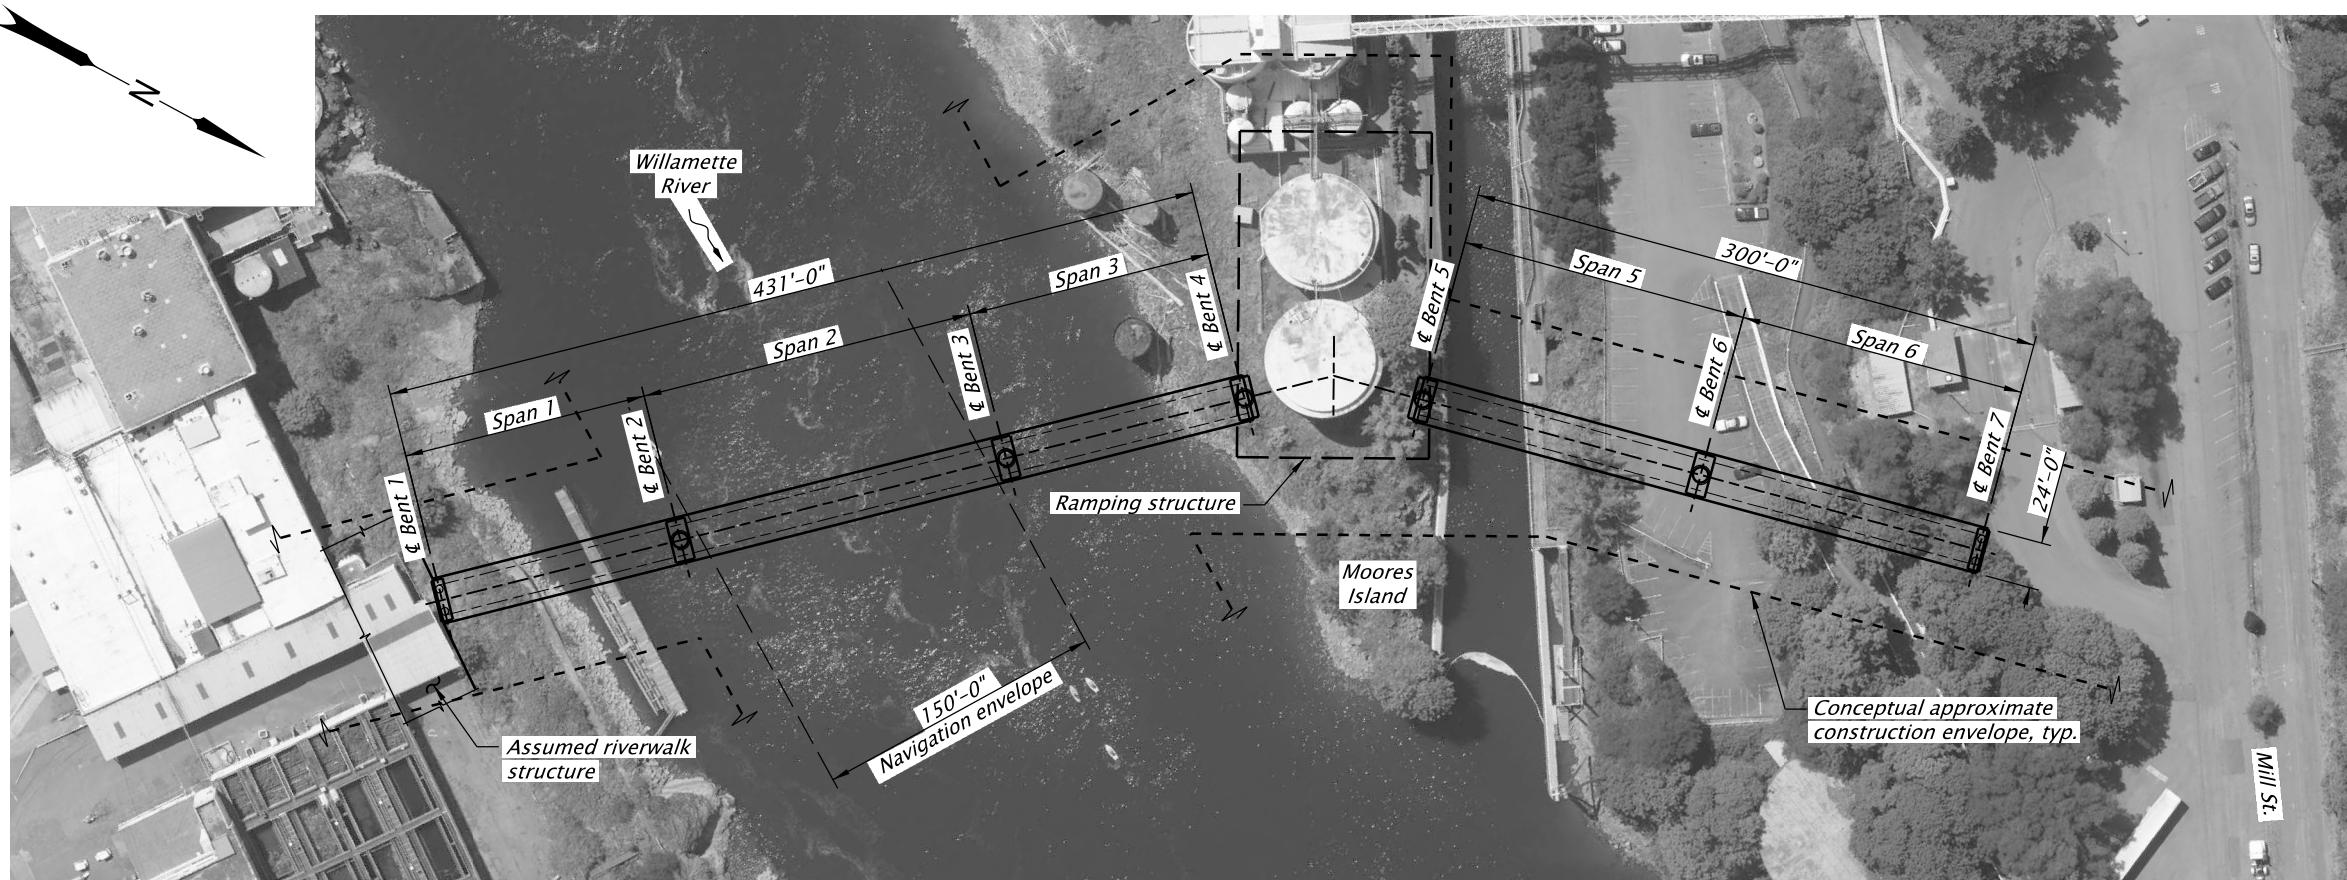 N
Willamette
River
431'-0"
Span 1
Span 2
Span 3
℄ Bent 1
℄ Bent 2
℄ Bent 3
℄ Bent 4
℄ Bent 5
300'-0"
Span 5
Span 6
℄ Bent 6
℄ Bent 7
24'-0"
Ramping structure
Moores
Island
150'-0"
Navigation envelope
Assumed riverwalk
structure
Conceptual approximate
construction envelope, typ.
Mill St.